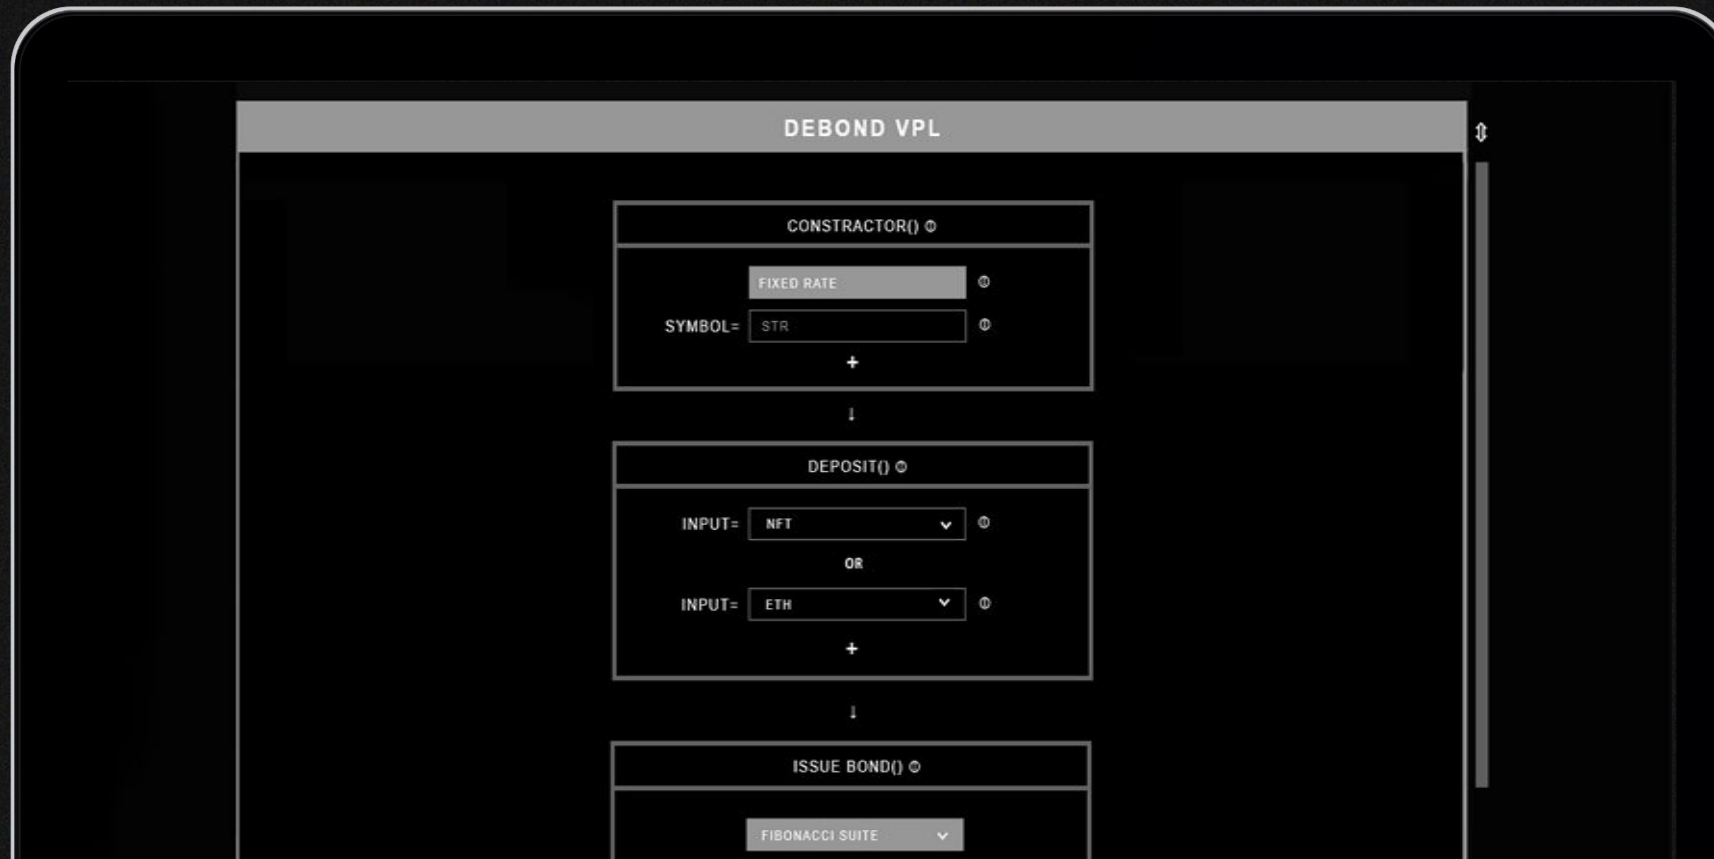 DEBOND VPL
CONSTRACTOR()
FIXED RATE
SYMBOL= STR
+
DEPOSIT()
INPUT= NFT
OR
INPUT= ETH
+
ISSUE BOND()
FIBONACCI SUITE